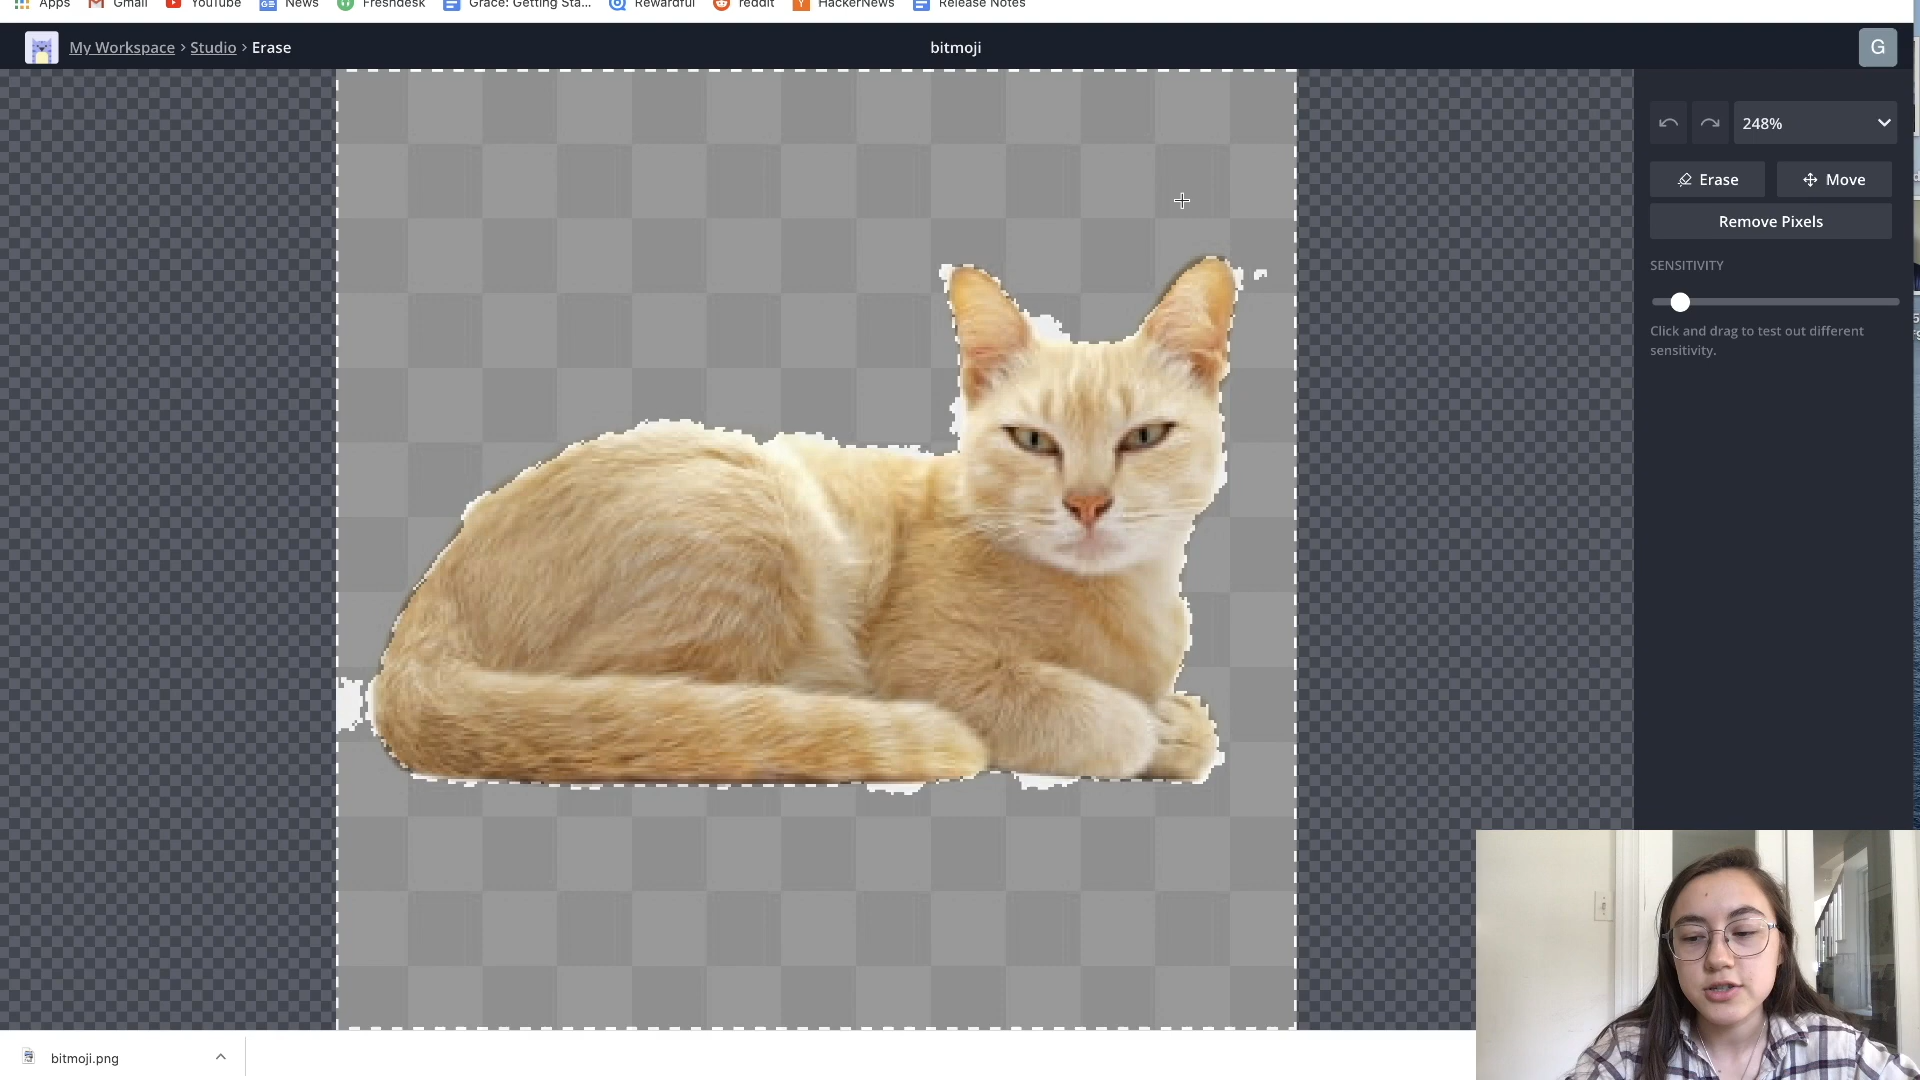 Apps Gmail YouTube News Freshdesk Grace: Getting Sta... Rewardful reddit HackerNews Release Notes
My Workspace › Studio › Erase
bitmoji
G
248%
Erase
Move
Remove Pixels
SENSITIVITY
Click and drag to test out different
sensitivity.
bitmoji.png